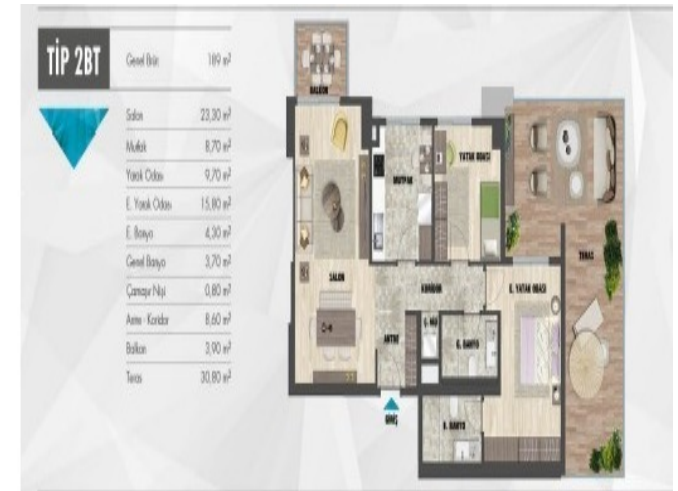 TİP 2BT
Genel Brüt 189 m²
Salon 23,30 m²
Mutfak 8,70 m²
Yatak Odası 9,70 m²
E. Yatak Odası 15,80 m²
E. Banyo 4,30 m²
Genel Banyo 3,70 m²
Çamaşır Nişi 0,80 m²
Antre - Koridor 8,60 m²
Balkon 3,90 m²
Teras 30,80 m²
BALKON
YATAK ODASI
MUTFAK
TERAS
SALON
KORİDOR
E. YATAK ODASI
ANTRE
G. BANYO
GİRİŞ
E. BANYO